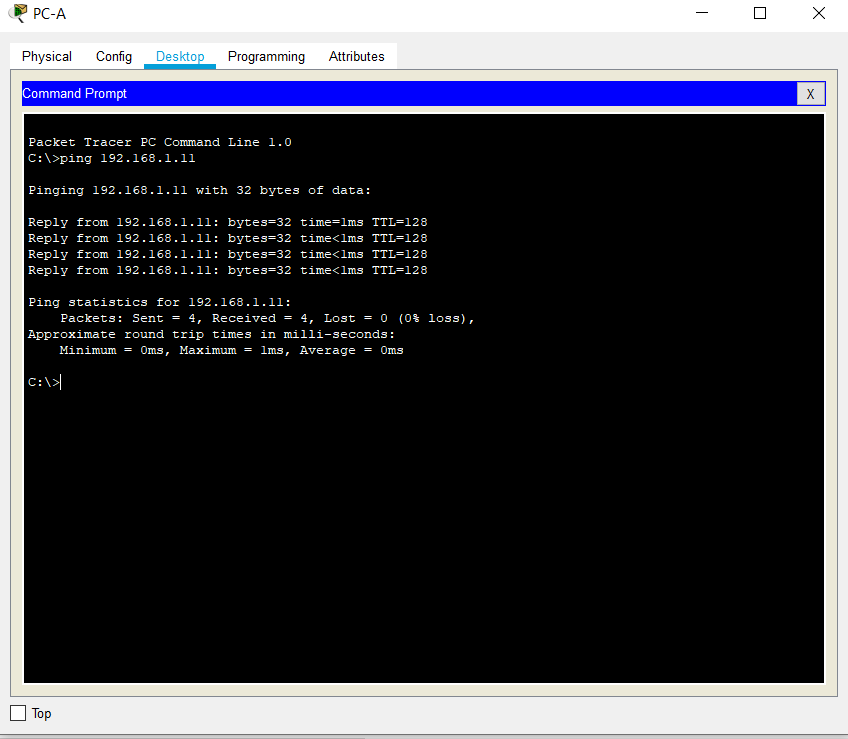 PC-A
Physical Config Desktop Programming Attributes
Command Prompt X
Packet Tracer PC Command Line 1.0
C:\>ping 192.168.1.11
Pinging 192.168.1.11 with 32 bytes of data:
Reply from 192.168.1.11: bytes=32 time=1ms TTL=128
Reply from 192.168.1.11: bytes=32 time<1ms TTL=128
Reply from 192.168.1.11: bytes=32 time<1ms TTL=128
Reply from 192.168.1.11: bytes=32 time<1ms TTL=128
Ping statistics for 192.168.1.11:
Packets: Sent = 4, Received = 4, Lost = 0 (0% loss),
Approximate round trip times in milli-seconds:
Minimum = 0ms, Maximum = 1ms, Average = 0ms
C:\>
Top